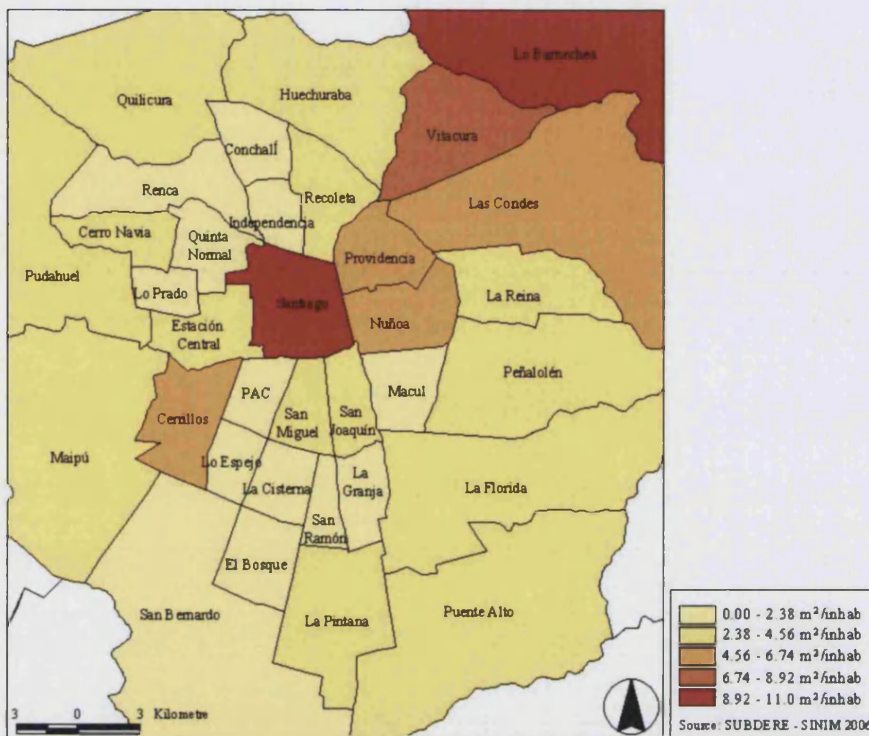 Lo Barnechea
Quilicura
Huechuraba
Vitacura
Conchalí
Renca
Recoleta
Las Condes
Independencia
Cerro Navia
Quinta
Normal
Providencia
Pudahuel
Lo Prado
La Reina
Santiago
Estación
Central
Nuñoa
Peñalolén
PAC
Macul
Cerrillos
San
Miguel
San
Joaquín
Maipú
Lo Espejo
La Cisterna
La
Granja
La Florida
San
Ramón
El Bosque
San Bernardo
La Pintana
Puente Alto
3 0 3 Kilometre
0.00 - 2.38 m²/inhab
2.38 - 4.56 m²/inhab
4.56 - 6.74 m²/inhab
6.74 - 8.92 m²/inhab
8.92 - 11.0 m²/inhab
Source: SUBDERE - SINIM 2006